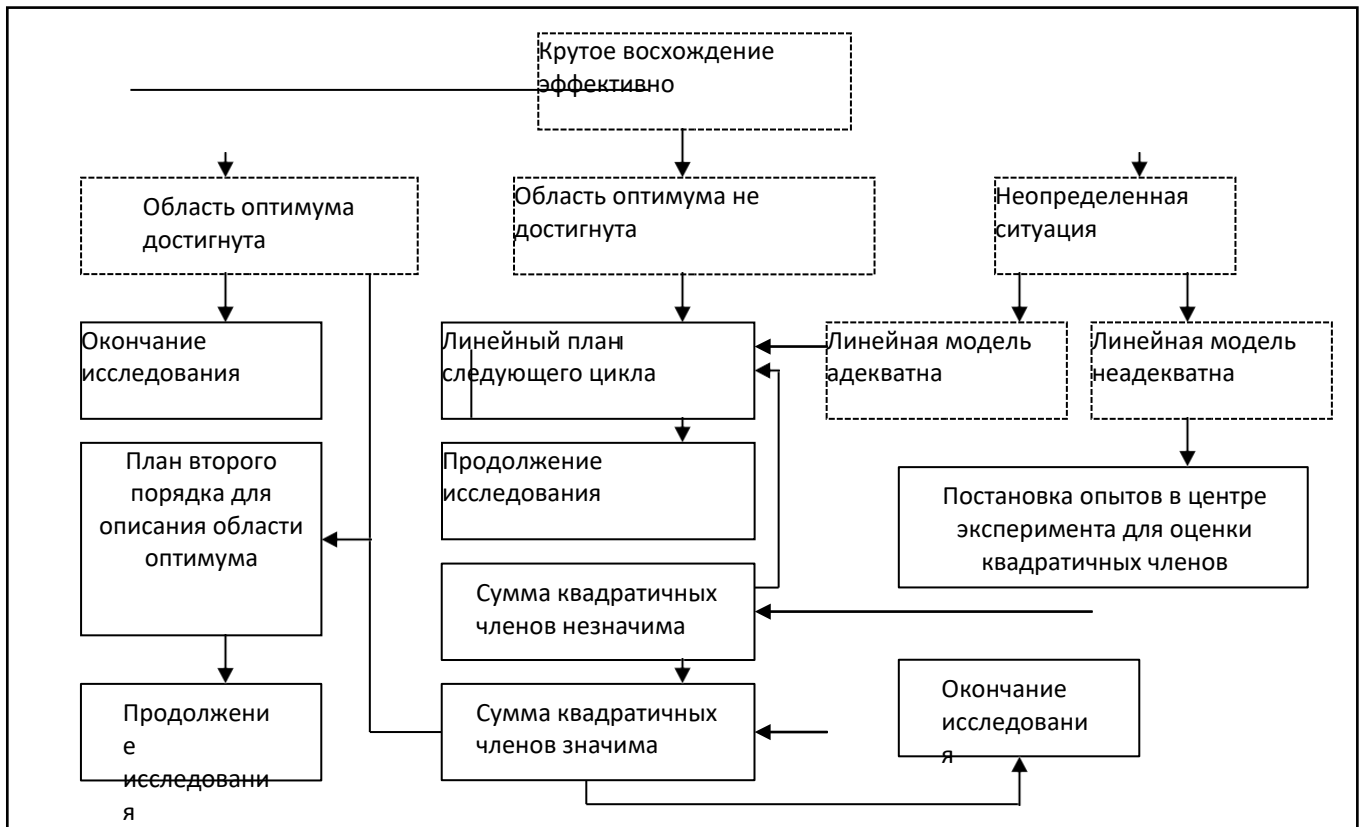 Крутое восхождение
эффективно
Область оптимума
достигнута
Область оптимума не
достигнута
Неопределенная
ситуация
Окончание
исследования
Линейный план
следующего цикла
Линейная модель
адекватна
Линейная модель
неадекватна
План второго
порядка для
описания области
оптимума
Продолжение
исследования
Постановка опытов в центре
эксперимента для оценки
квадратичных членов
Сумма квадратичных
членов незначима
Продолжени
е
исследовани
я
Сумма квадратичных
членов значима
Окончание
исследовани
я